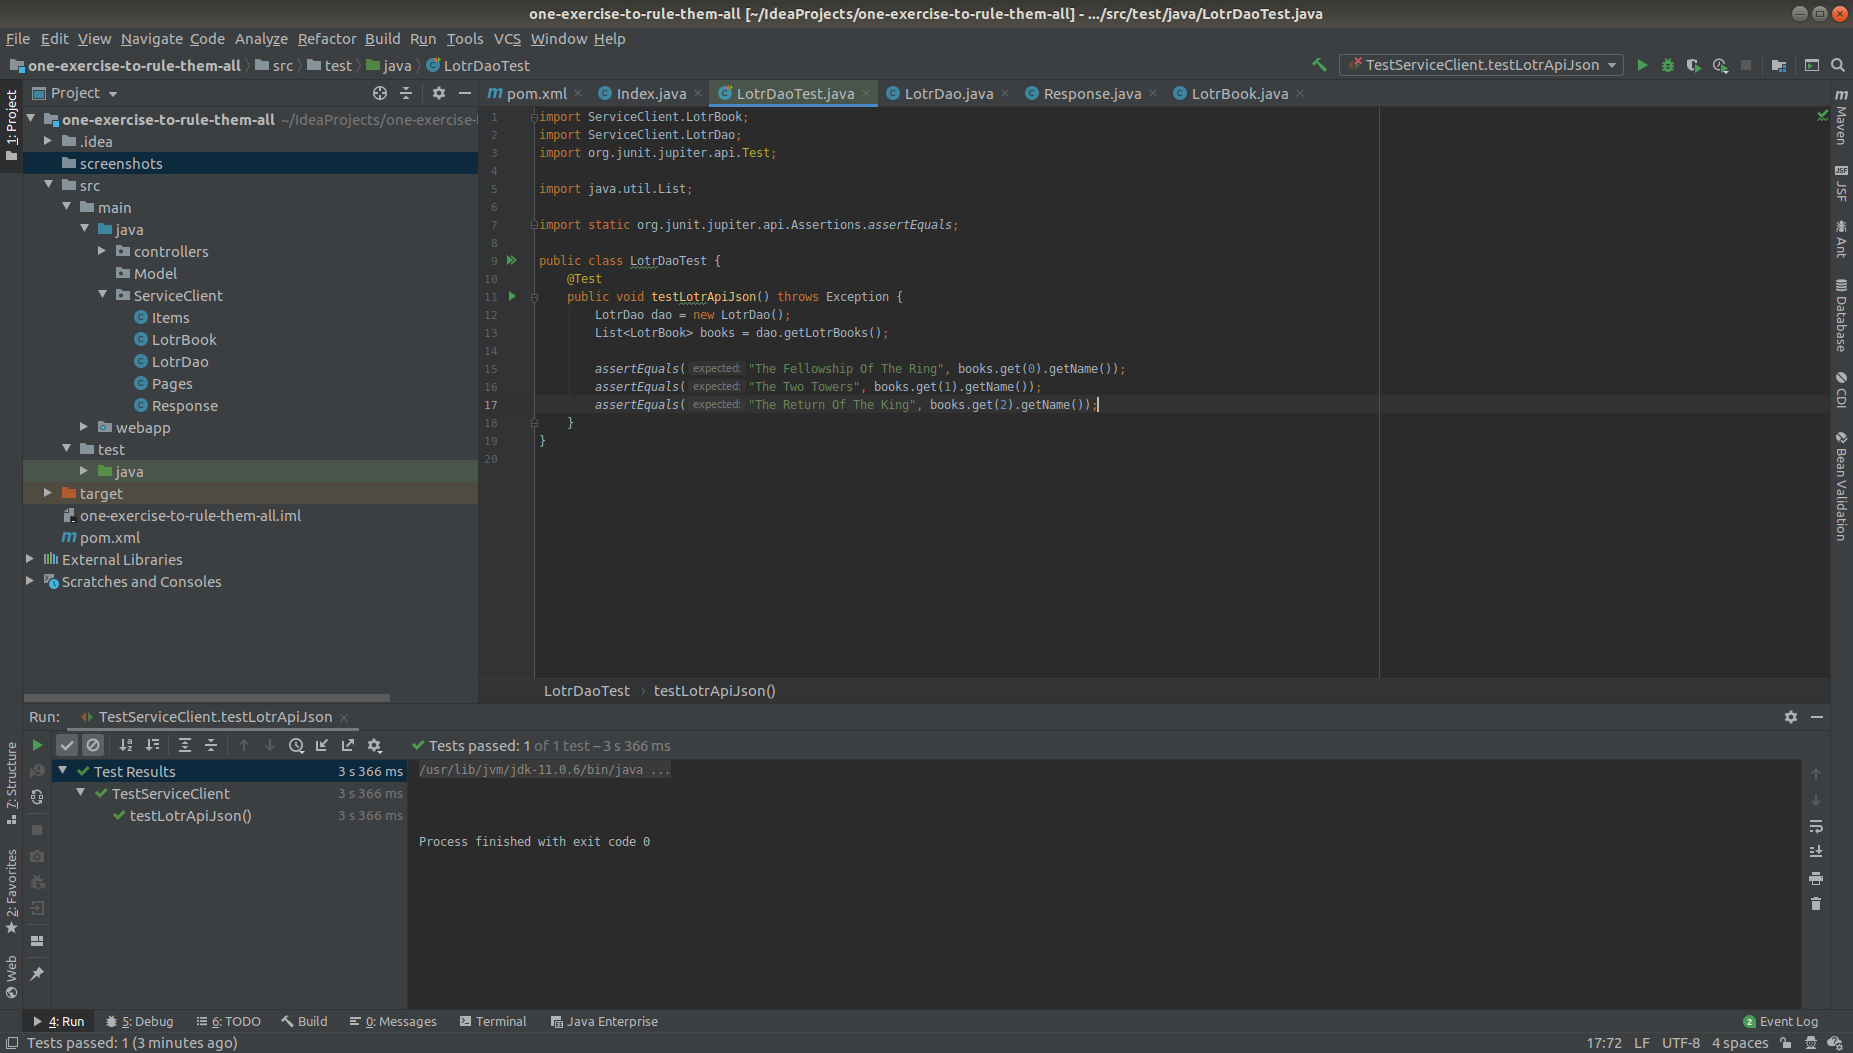 one-exercise-to-rule-them-all [~/IdeaProjects/one-exercise-to-rule-them-all] - .../src/test/java/LotrDaoTest.java
File Edit View Navigate Code Analyze Refactor Build Run Tools VCS Window Help
one-exercise-to-rule-them-all src test java LotrDaoTest
TestServiceClient.testLotrApiJson
1: Project
Project
pom.xml Index.java LotrDaoTest.java LotrDao.java Response.java LotrBook.java
one-exercise-to-rule-them-all ~/IdeaProjects/one-exercise-
.idea
screenshots
src
main
java
controllers
Model
ServiceClient
Items
LotrBook
LotrDao
Pages
Response
webapp
test
java
target
one-exercise-to-rule-them-all.iml
pom.xml
External Libraries
Scratches and Consoles
1 import ServiceClient.LotrBook;
2 import ServiceClient.LotrDao;
3 import org.junit.jupiter.api.Test;
4
5 import java.util.List;
6
7 import static org.junit.jupiter.api.Assertions.assertEquals;
8
9 public class LotrDaoTest {
10 @Test
11 public void testLotrApiJson() throws Exception {
12 LotrDao dao = new LotrDao();
13 List<LotrBook> books = dao.getLotrBooks();
14
15 assertEquals( expected: "The Fellowship Of The Ring", books.get(0).getName());
16 assertEquals( expected: "The Two Towers", books.get(1).getName());
17 assertEquals( expected: "The Return Of The King", books.get(2).getName());
18 }
19 }
20
LotrDaoTest › testLotrApiJson()
Maven
JSF
Ant
Database
CDI
Bean Validation
Run: TestServiceClient.testLotrApiJson
Tests passed: 1 of 1 test – 3 s 366 ms
Test Results 3 s 366 ms
TestServiceClient 3 s 366 ms
testLotrApiJson() 3 s 366 ms
/usr/lib/jvm/jdk-11.0.6/bin/java ...
Process finished with exit code 0
7: Structure
2: Favorites
Web
4: Run 5: Debug 6: TODO Build 0: Messages Terminal Java Enterprise 2 Event Log
Tests passed: 1 (3 minutes ago) 17:72 LF UTF-8 4 spaces